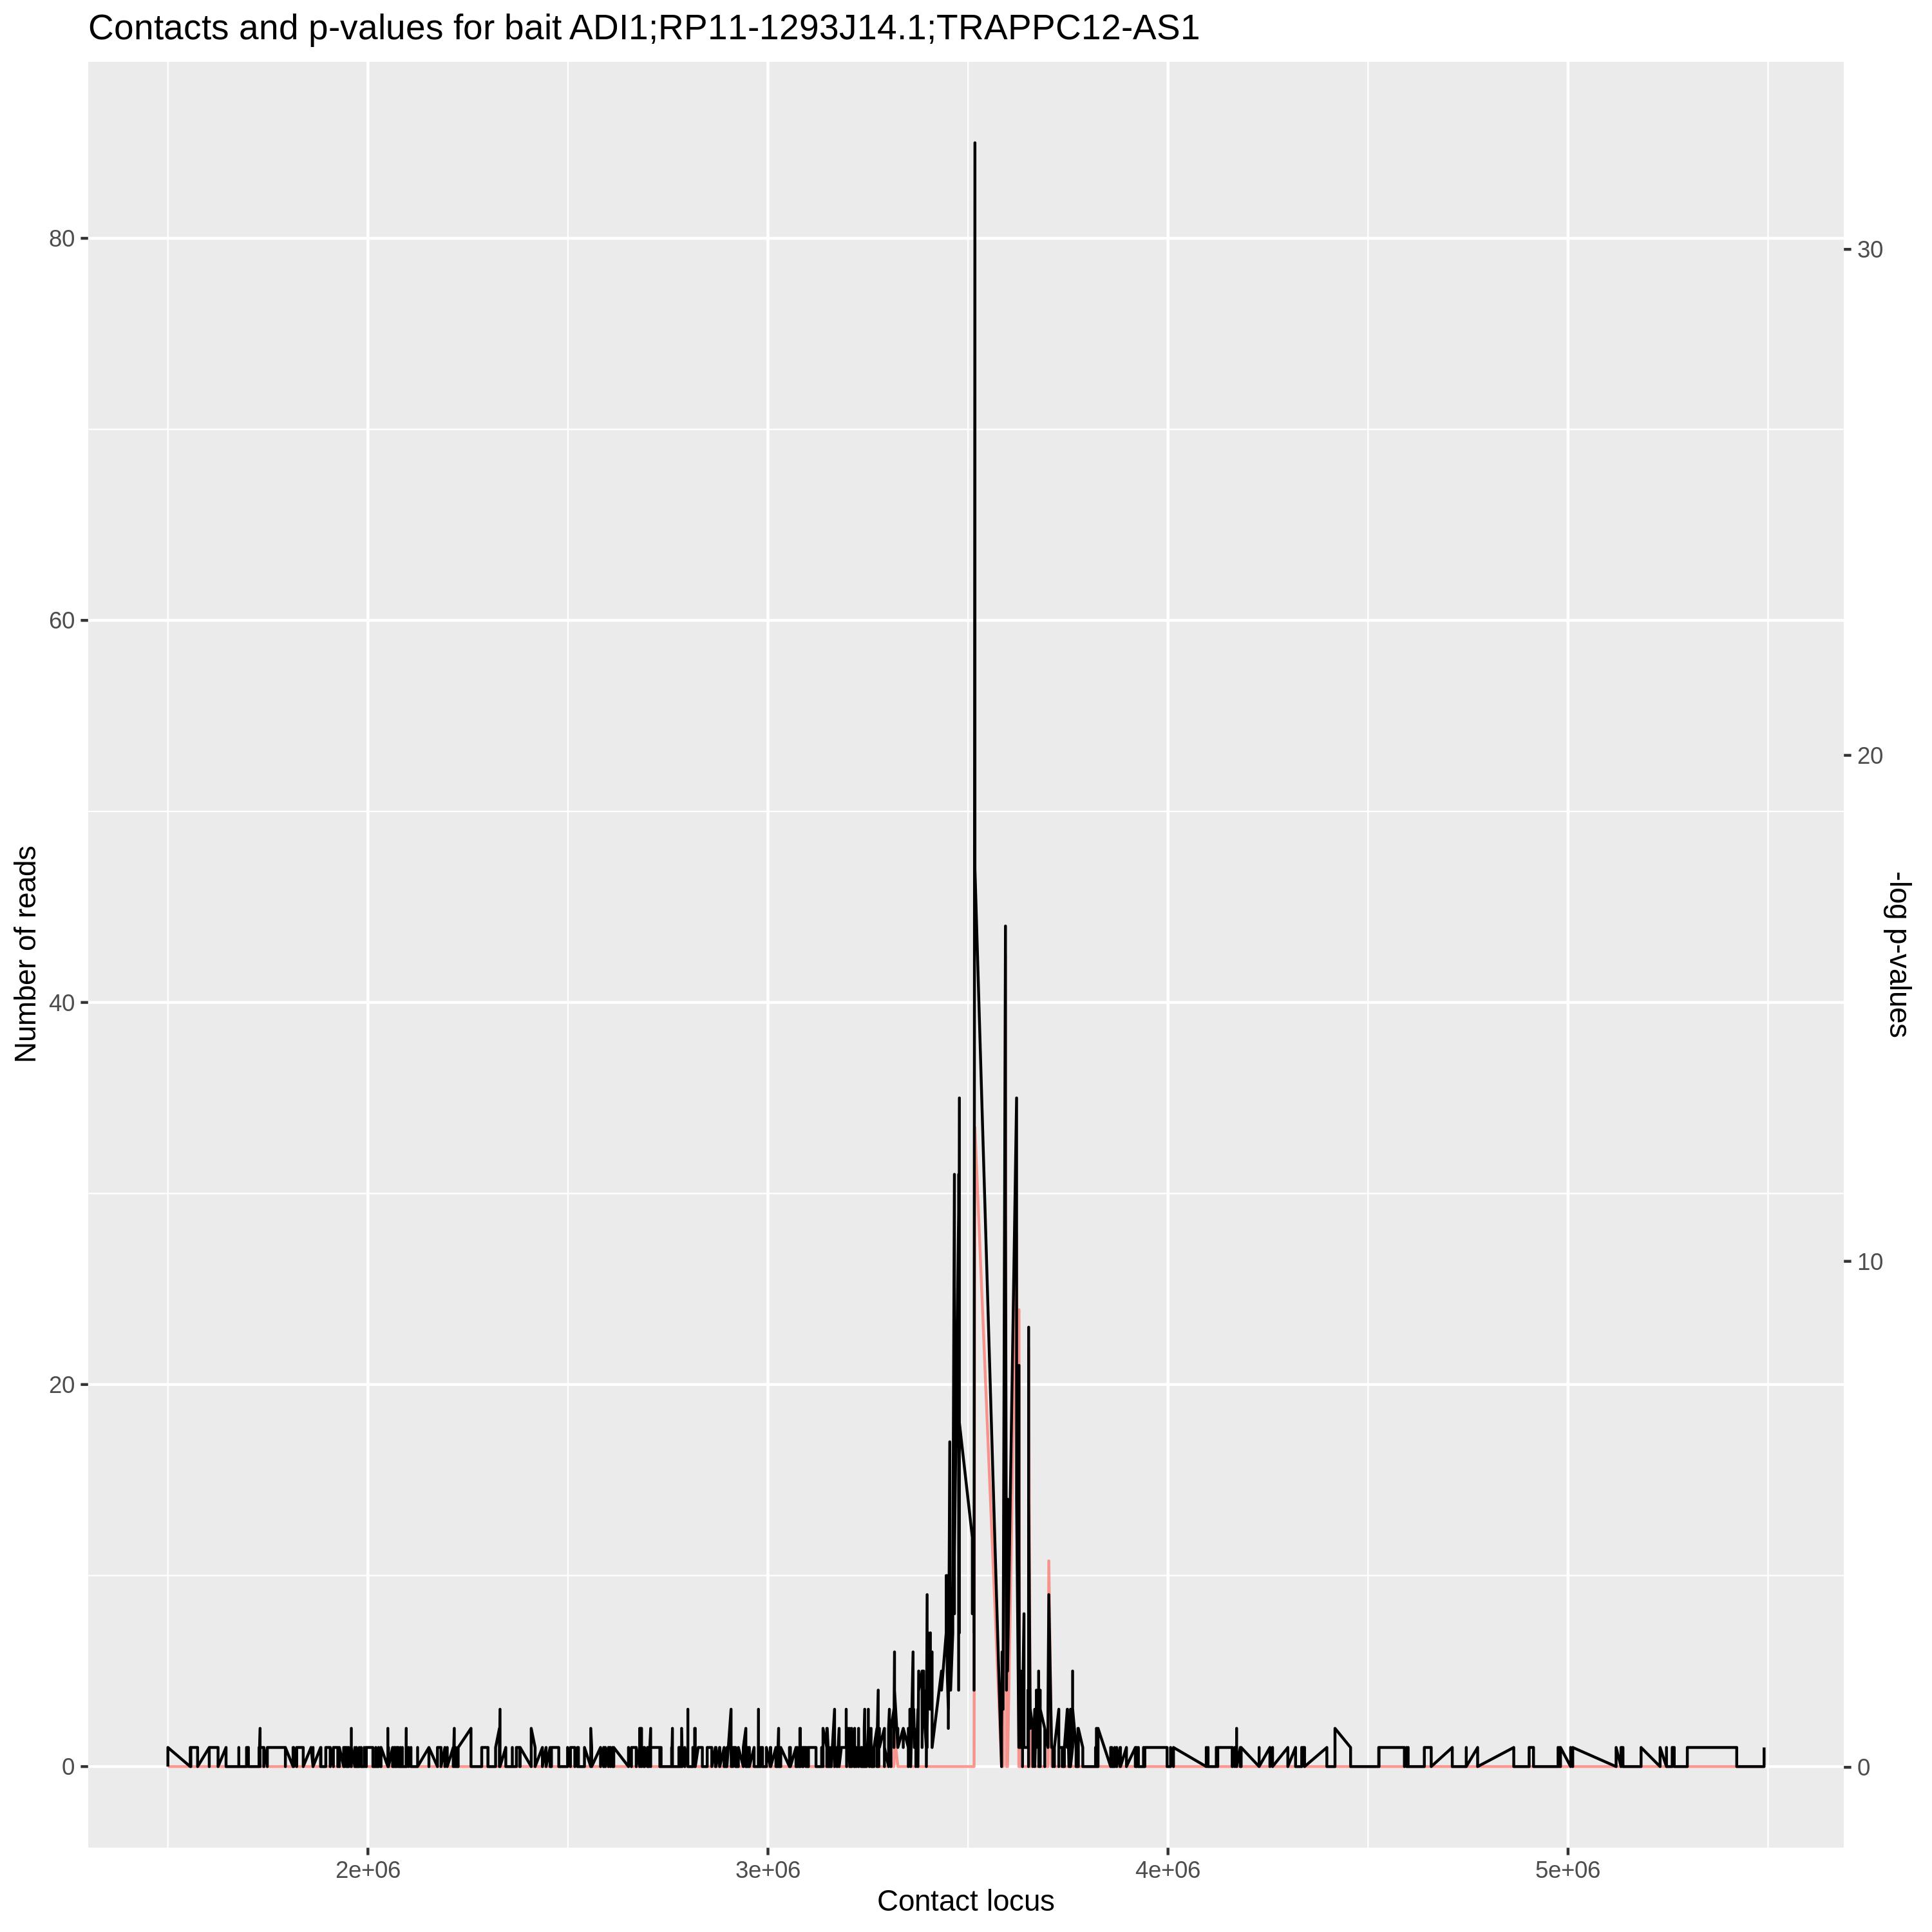 Contacts and p-values for bait ADI1;RP11-1293J14.1;TRAPPC12-AS1
80
60
40
20
0
Number of reads
30
20
10
0
-log p-values
2e+06 3e+06 4e+06 5e+06
Contact locus